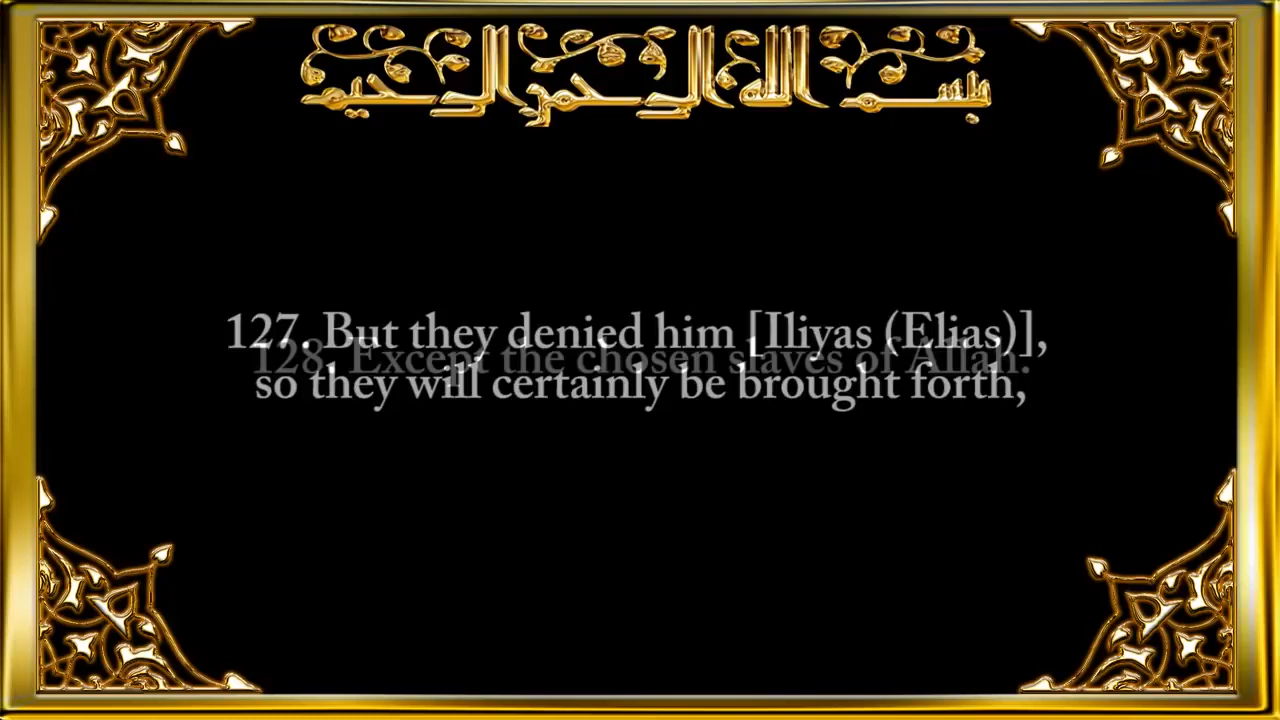 بسم الله الرحمن الرحيم
127. But they denied him [Iliyas (Elias)],
128. Except the chosen slaves of Allah.
so they will certainly be brought forth,